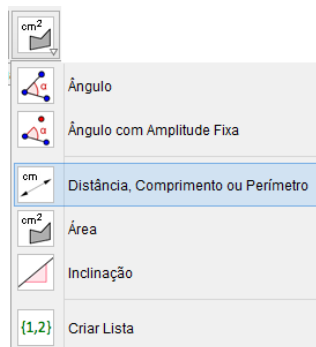 cm²
α
Ângulo
α
Ângulo com Amplitude Fixa
cm
Distância, Comprimento ou Perímetro
cm²
Área
Inclinação
{1,2}
Criar Lista